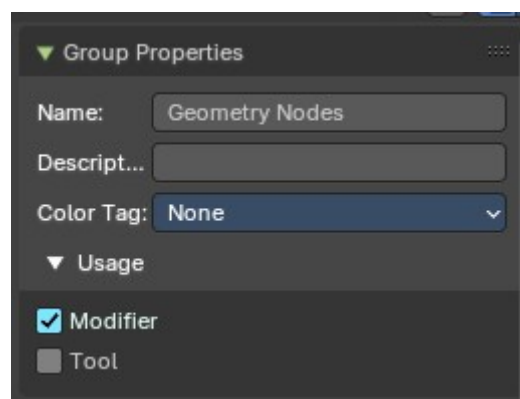 Group Properties
Name: Geometry Nodes
Descript...
Color Tag: None
Usage
Modifier
Tool